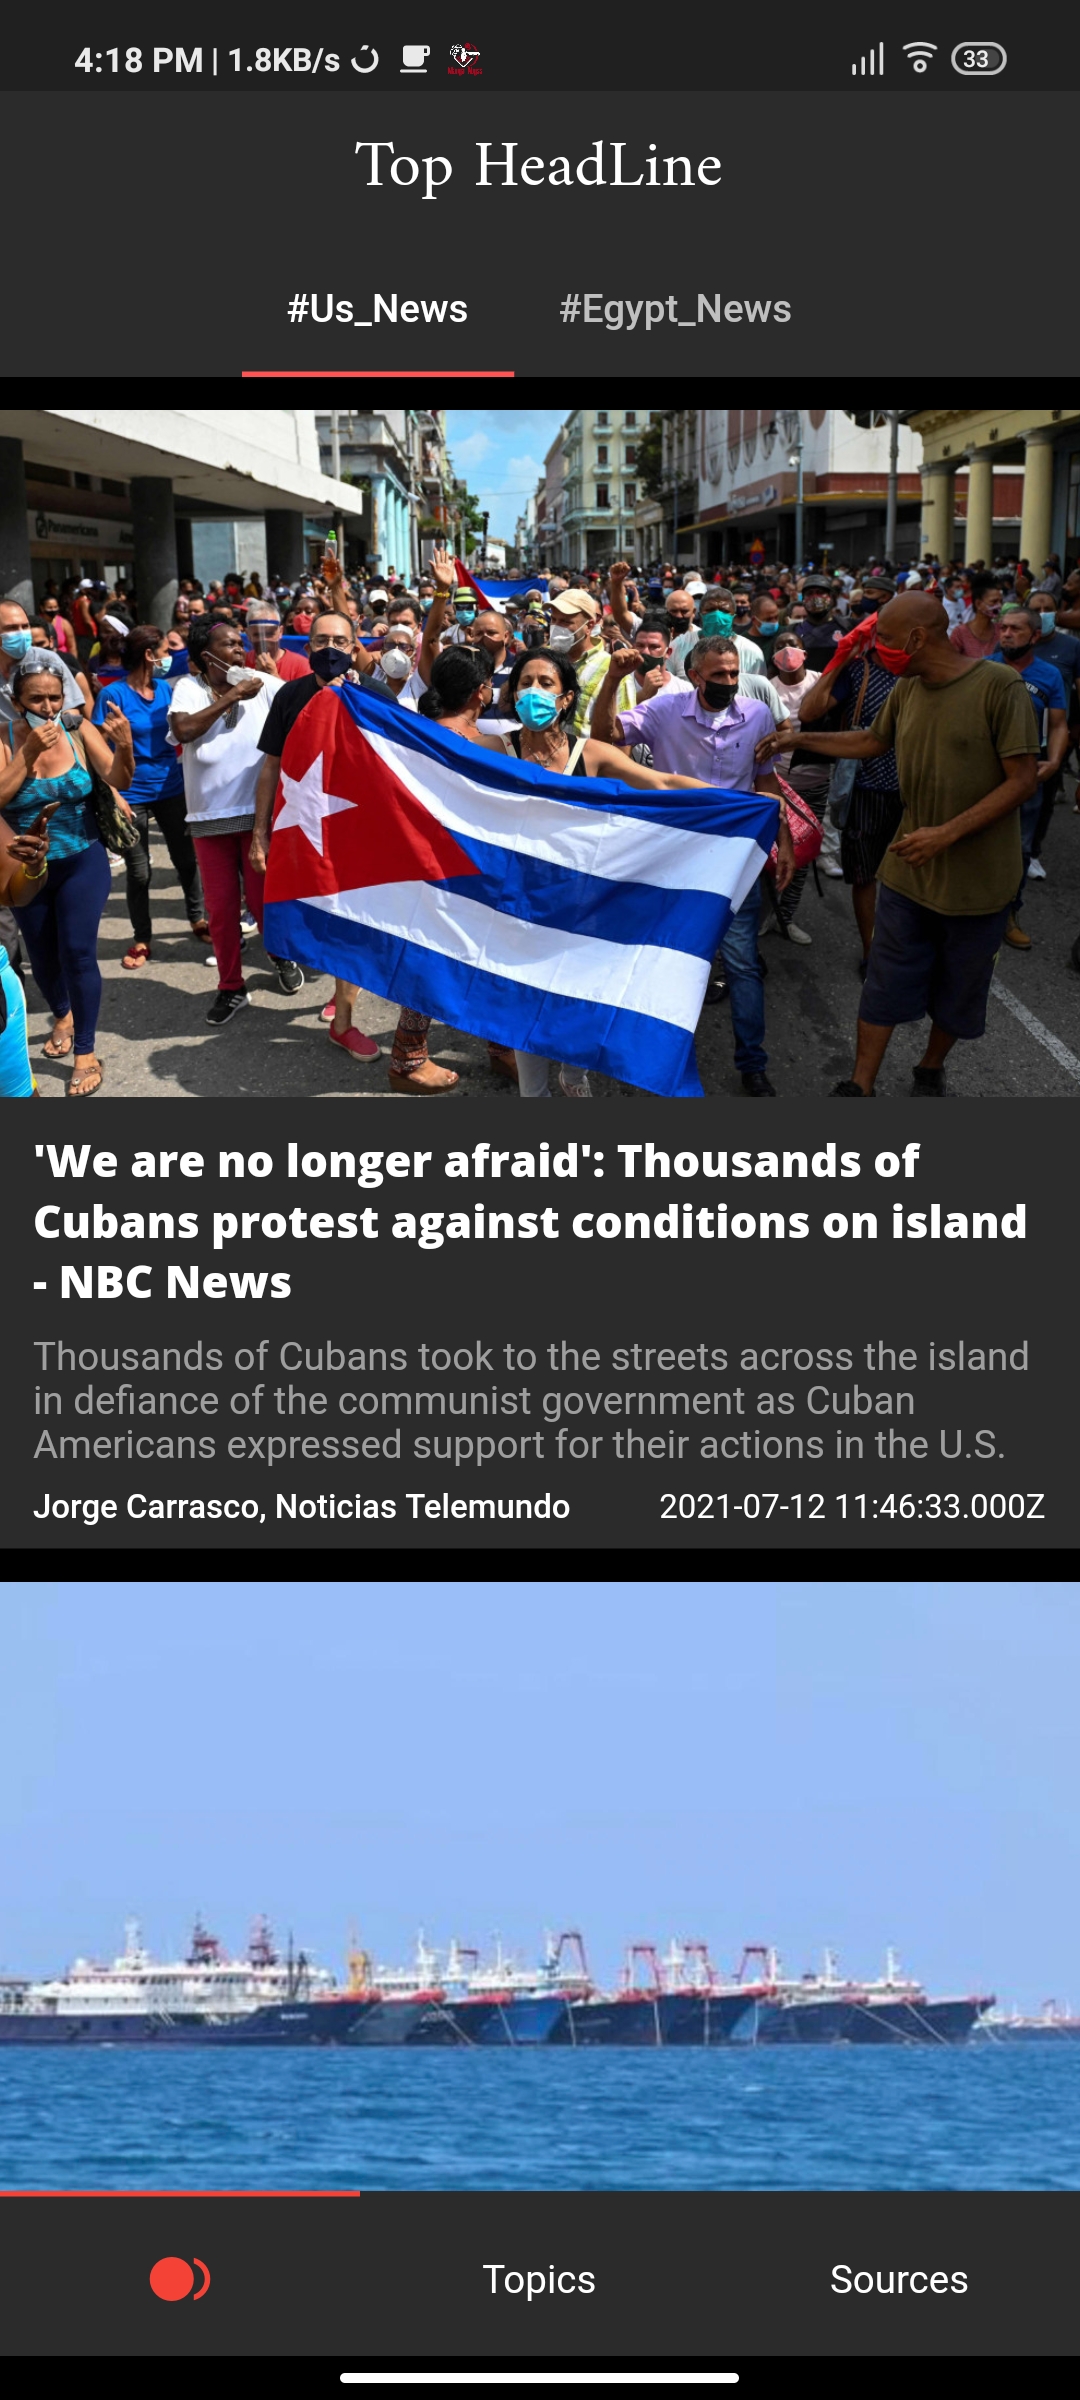 4:18 PM | 1.8KB/s
33
Top HeadLine
#Us_News #Egypt_News
Panamericana
'We are no longer afraid': Thousands of
Cubans protest against conditions on island
- NBC News
Thousands of Cubans took to the streets across the island
in defiance of the communist government as Cuban
Americans expressed support for their actions in the U.S.
Jorge Carrasco, Noticias Telemundo 2021-07-12 11:46:33.000Z
Topics Sources